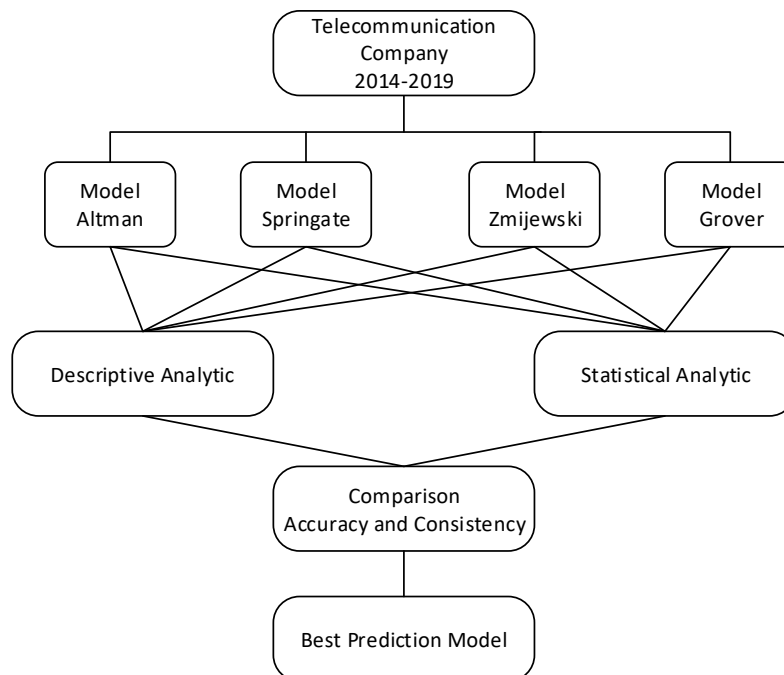 Telecommunication
Company
2014-2019
Model
Altman
Model
Springate
Model
Zmijewski
Model
Grover
Descriptive Analytic
Statistical Analytic
Comparison
Accuracy and Consistency
Best Prediction Model